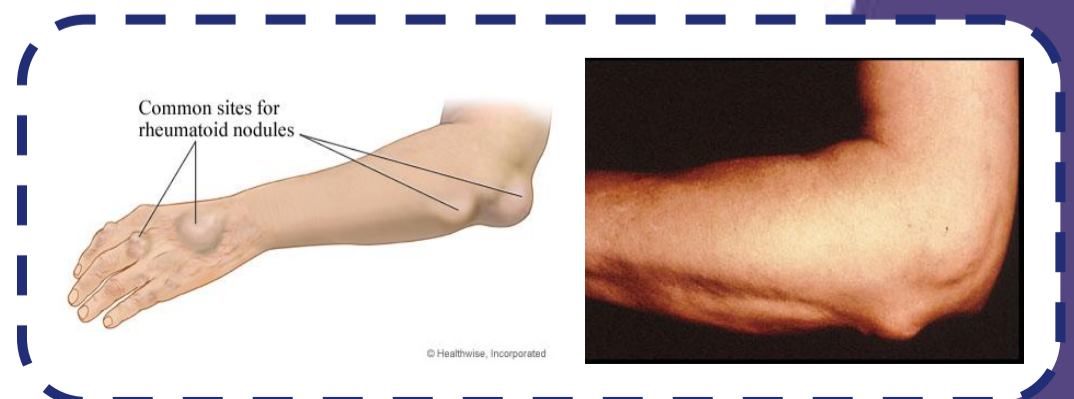 Common sites for
rheumatoid nodules
© Healthwise, Incorporated